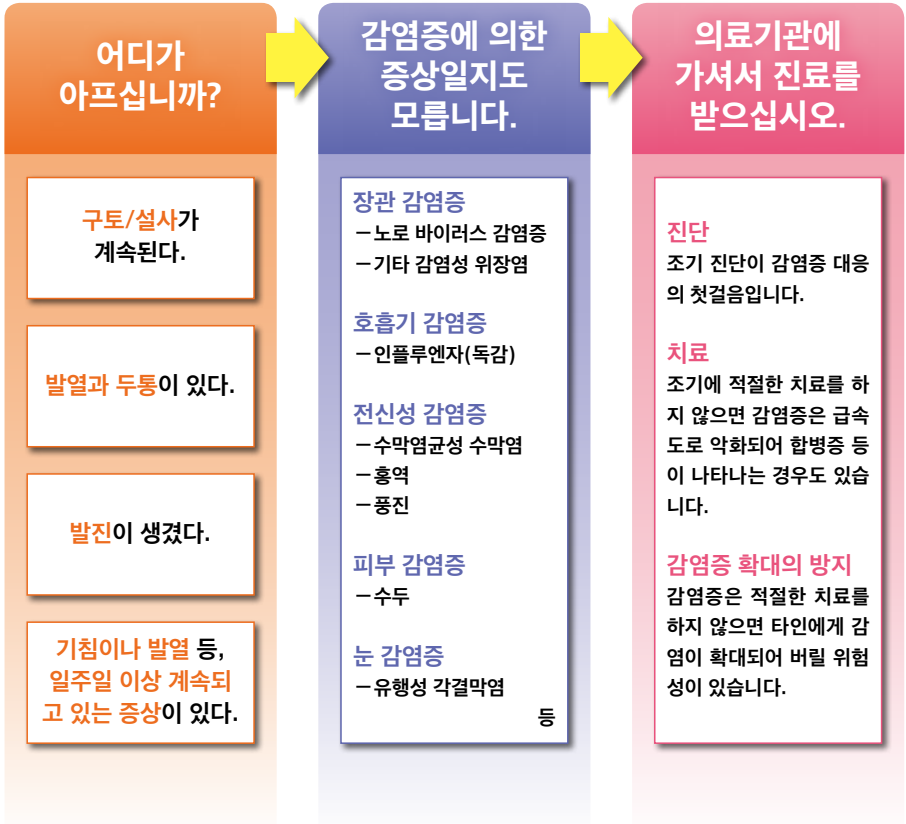 어디가
아프십니까?
구토/설사가
계속된다.
발열과 두통이 있다.
발진이 생겼다.
기침이나 발열 등,
일주일 이상 계속되
고 있는 증상이 있다.
감염증에 의한
증상일지도
모릅니다.
장관 감염증
－노로 바이러스 감염증
－기타 감염성 위장염
호흡기 감염증
－인플루엔자(독감)
전신성 감염증
－수막염균성 수막염
－홍역
－풍진
피부 감염증
－수두
눈 감염증
－유행성 각결막염
등
의료기관에
가셔서 진료를
받으십시오.
진단
조기 진단이 감염증 대응
의 첫걸음입니다.
치료
조기에 적절한 치료를 하
지 않으면 감염증은 급속
도로 악화되어 합병증 등
이 나타나는 경우도 있습
니다.
감염증 확대의 방지
감염증은 적절한 치료를
하지 않으면 타인에게 감
염이 확대되어 버릴 위험
성이 있습니다.